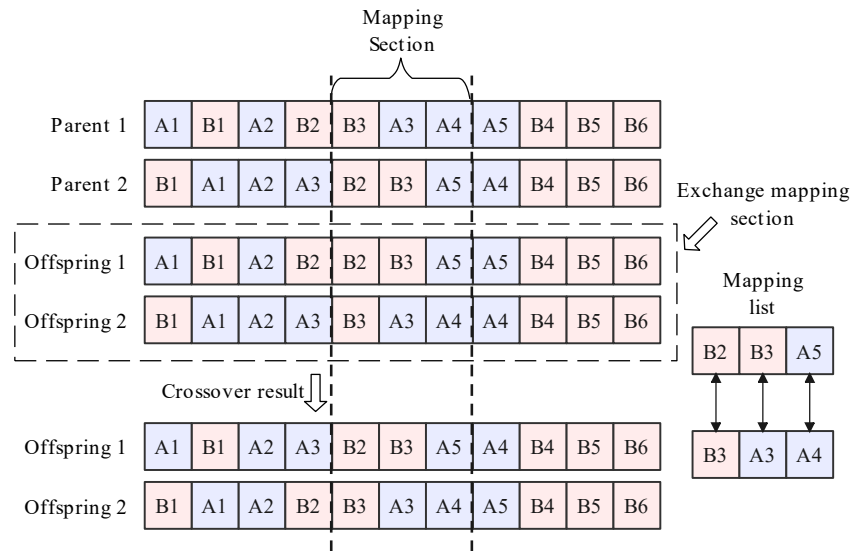 Mapping
Section
Parent 1 A1 B1 A2 B2 B3 A3 A4 A5 B4 B5 B6
Parent 2 B1 A1 A2 A3 B2 B3 A5 A4 B4 B5 B6
Exchange mapping
section
Offspring 1 A1 B1 A2 B2 B2 B3 A5 A5 B4 B5 B6
Offspring 2 B1 A1 A2 A3 B3 A3 A4 A4 B4 B5 B6
Mapping
list
B2 B3 A5
B3 A3 A4
Crossover result
Offspring 1 A1 B1 A2 A3 B2 B3 A5 A4 B4 B5 B6
Offspring 2 B1 A1 A2 B2 B3 A3 A4 A5 B4 B5 B6